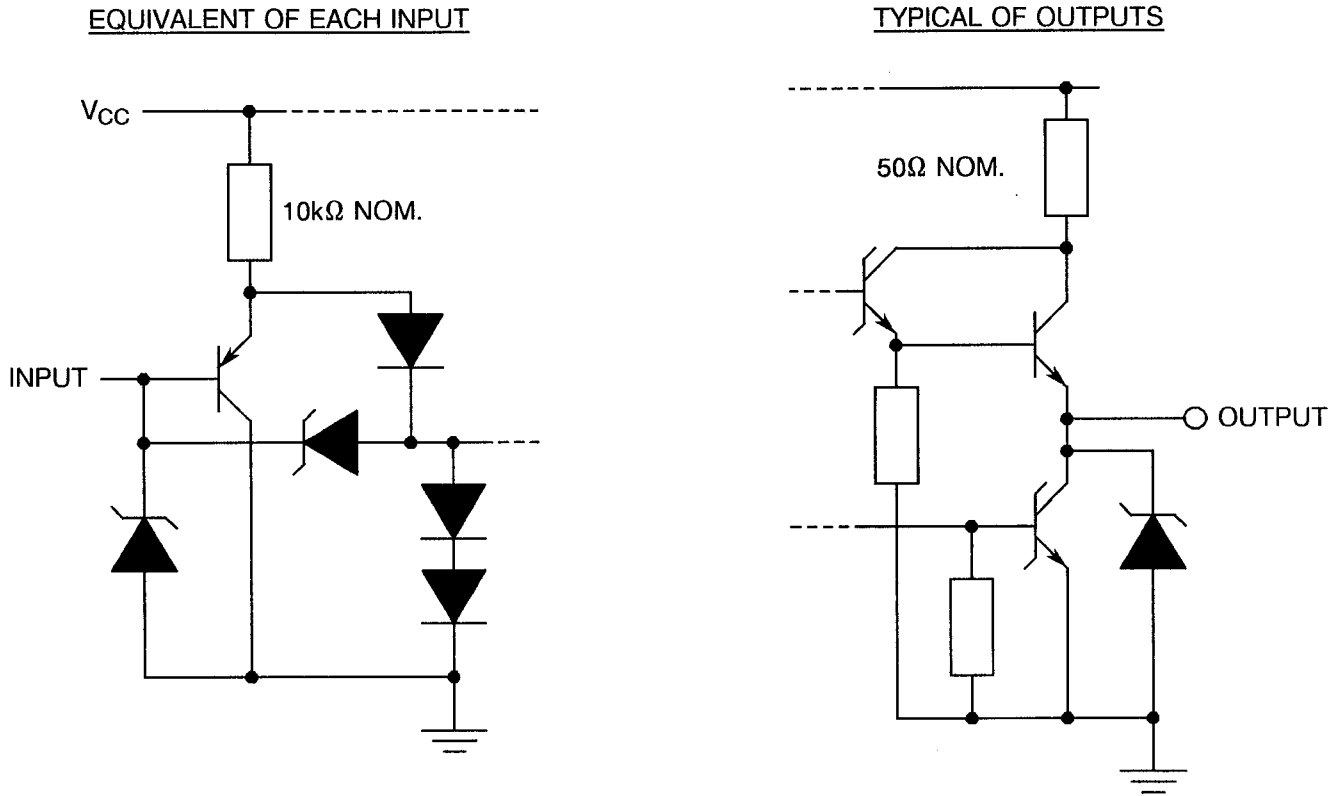 EQUIVALENT OF EACH INPUT
TYPICAL OF OUTPUTS
VCC
50Ω NOM.
10kΩ NOM.
INPUT
OUTPUT